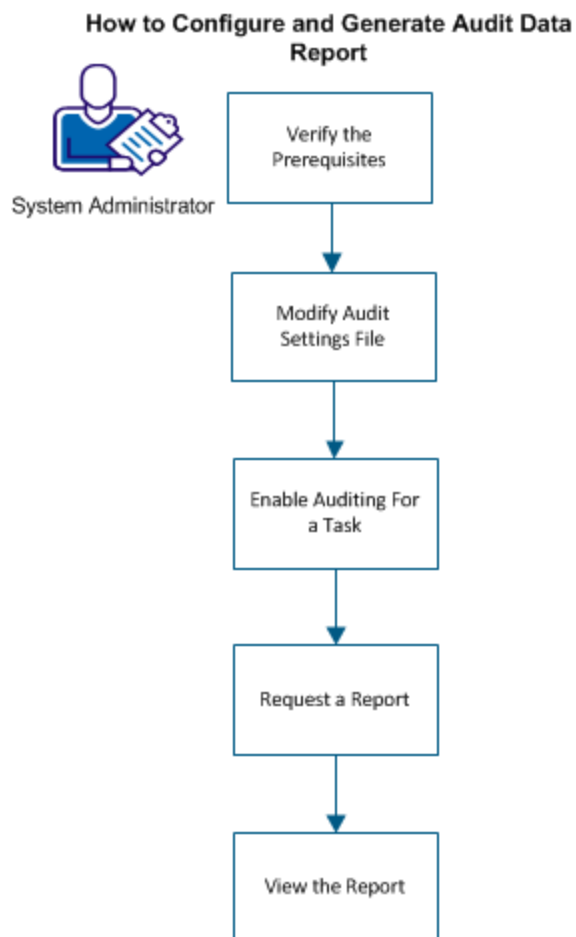 How to Configure and Generate Audit Data
Report
System Administrator
Verify the
Prerequisites
Modify Audit
Settings File
Enable Auditing For
a Task
Request a Report
View the Report